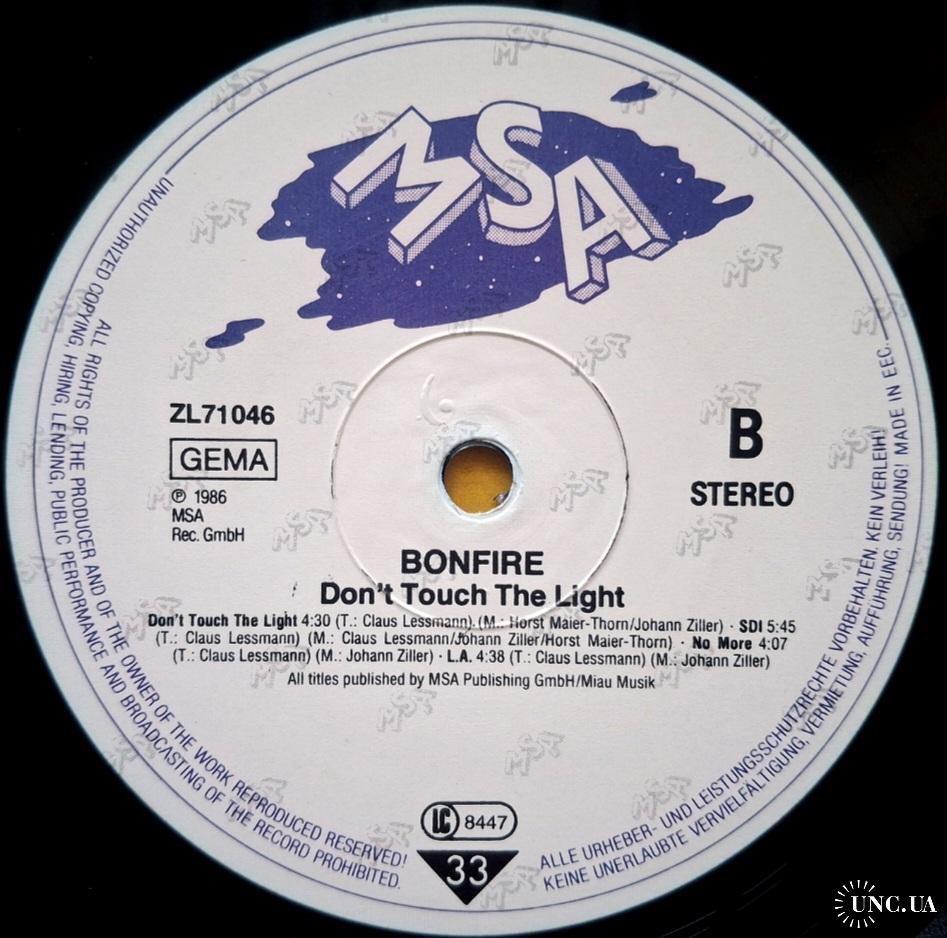 MSA
UNAUTHORIZED COPYING, HIRING, LENDING, PUBLIC PERFORMANCE AND BROADCASTING OF THE RECORD PROHIBITED.
ALL RIGHTS OF THE PRODUCER AND OF THE OWNER OF THE WORK REPRODUCED RESERVED!
ZL71046
GEMA
℗ 1986
MSA
Rec. GmbH
B
STEREO
BONFIRE
Don't Touch The Light
Don't Touch The Light 4:30 (T.: Claus Lessmann) (M.: Horst Maier-Thorn/Johann Ziller) · SDI 5:45
(T.: Claus Lessmann) (M.: Claus Lessmann/Johann Ziller/Horst Maier-Thorn) · No More 4:07
(T.: Claus Lessmann) (M.: Johann Ziller) · L.A. 4:38 (T.: Claus Lessmann) (M.: Johann Ziller)
All titles published by MSA Publishing GmbH/Miau Musik
LC 8447
33
ALLE URHEBER- UND LEISTUNGSSCHUTZRECHTE VORBEHALTEN. KEIN VERLEIH!
KEINE UNERLAUBTE VERVIELFÄLTIGUNG, VERMIETUNG, AUFFÜHRUNG, SENDUNG! MADE IN EEC.
UNC.UA